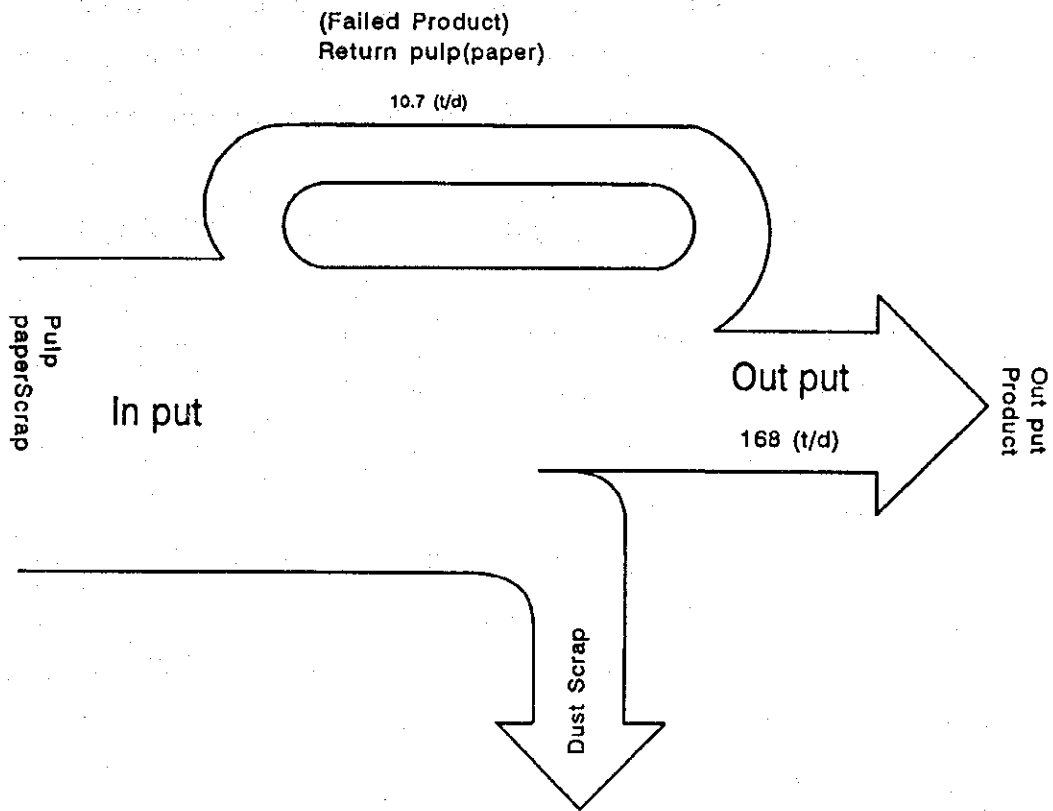 (Failed Product)
Return pulp(paper)
10.7 (t/d)
Pulp
paperScrap
In put
Out put
168 (t/d)
Out put
Product
Dust Scrap